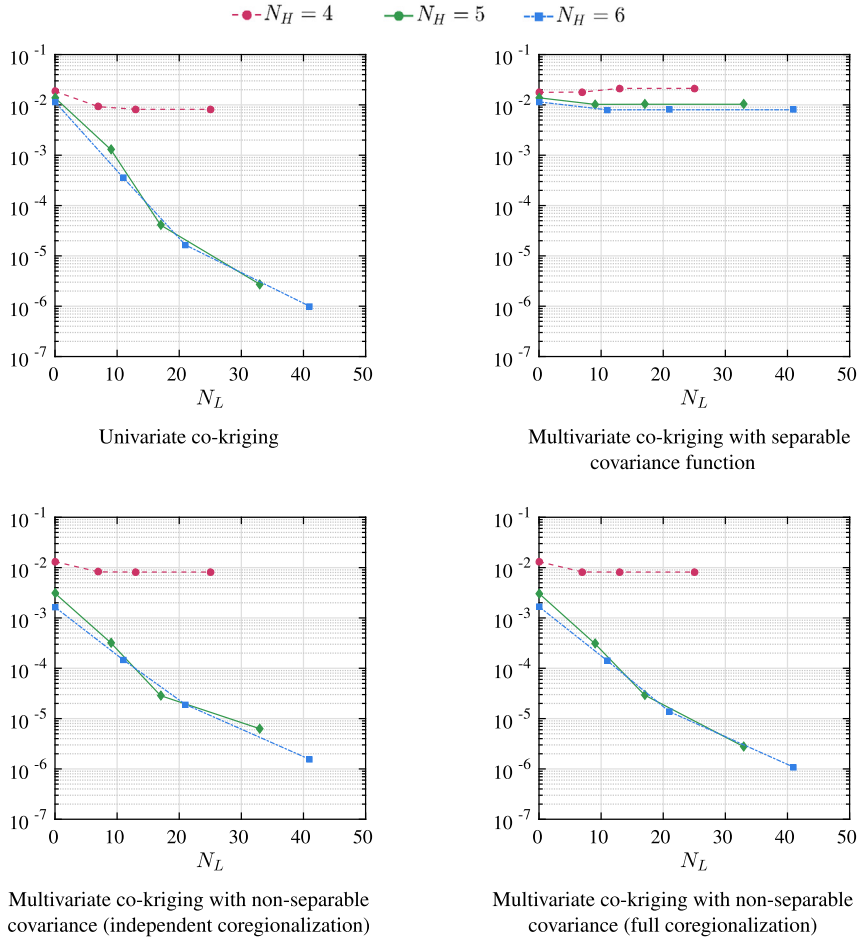 N_H = 4 N_H = 5 N_H = 6
10^-1 10^-1
10^-2 10^-2
10^-3 10^-3
10^-4 10^-4
10^-5 10^-5
10^-6 10^-6
10^-7 10^-7
0 10 20 30 40 50 0 10 20 30 40 50
N_L N_L
Univariate co-kriging
Multivariate co-kriging with separable
covariance function
10^-1 10^-1
10^-2 10^-2
10^-3 10^-3
10^-4 10^-4
10^-5 10^-5
10^-6 10^-6
10^-7 10^-7
0 10 20 30 40 50 0 10 20 30 40 50
N_L N_L
Multivariate co-kriging with non-separable
covariance (independent coregionalization)
Multivariate co-kriging with non-separable
covariance (full coregionalization)